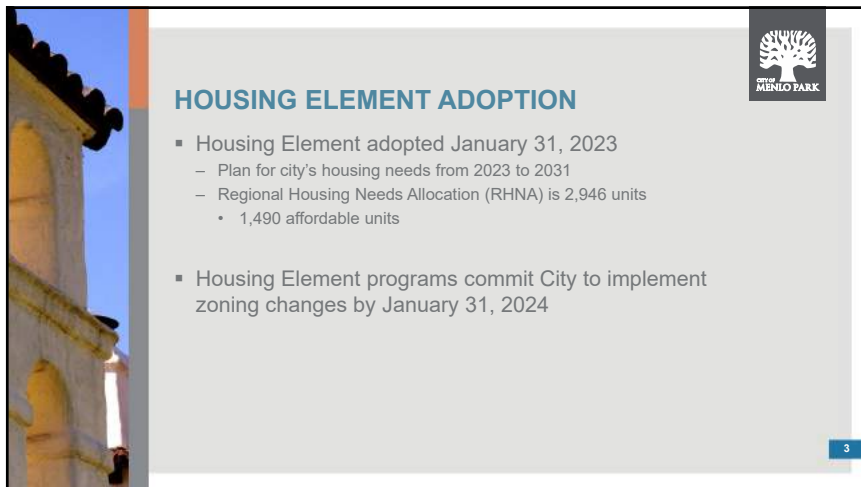 CITY OF
MENLO PARK
HOUSING ELEMENT ADOPTION
▪ Housing Element adopted January 31, 2023
– Plan for city's housing needs from 2023 to 2031
– Regional Housing Needs Allocation (RHNA) is 2,946 units
• 1,490 affordable units
▪ Housing Element programs commit City to implement
zoning changes by January 31, 2024
3